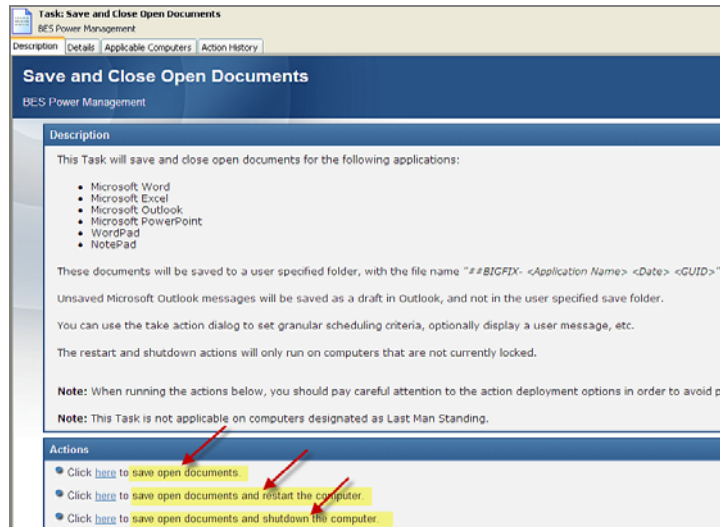 Task: Save and Close Open Documents
BES Power Management
Description Details Applicable Computers Action History
Save and Close Open Documents
BES Power Management
Description
This Task will save and close open documents for the following applications:
Microsoft Word
Microsoft Excel
Microsoft Outlook
Microsoft PowerPoint
WordPad
NotePad
These documents will be saved to a user specified folder, with the file name "##BIGFIX- <Application Name> <Date> <GUID>"
Unsaved Microsoft Outlook messages will be saved as a draft in Outlook, and not in the user specified save folder.
You can use the take action dialog to set granular scheduling criteria, optionally display a user message, etc.
The restart and shutdown actions will only run on computers that are not currently locked.
Note: When running the actions below, you should pay careful attention to the action deployment options in order to avoid p
Note: This Task is not applicable on computers designated as Last Man Standing.
Actions
Click here to save open documents.
Click here to save open documents and restart the computer.
Click here to save open documents and shutdown the computer.